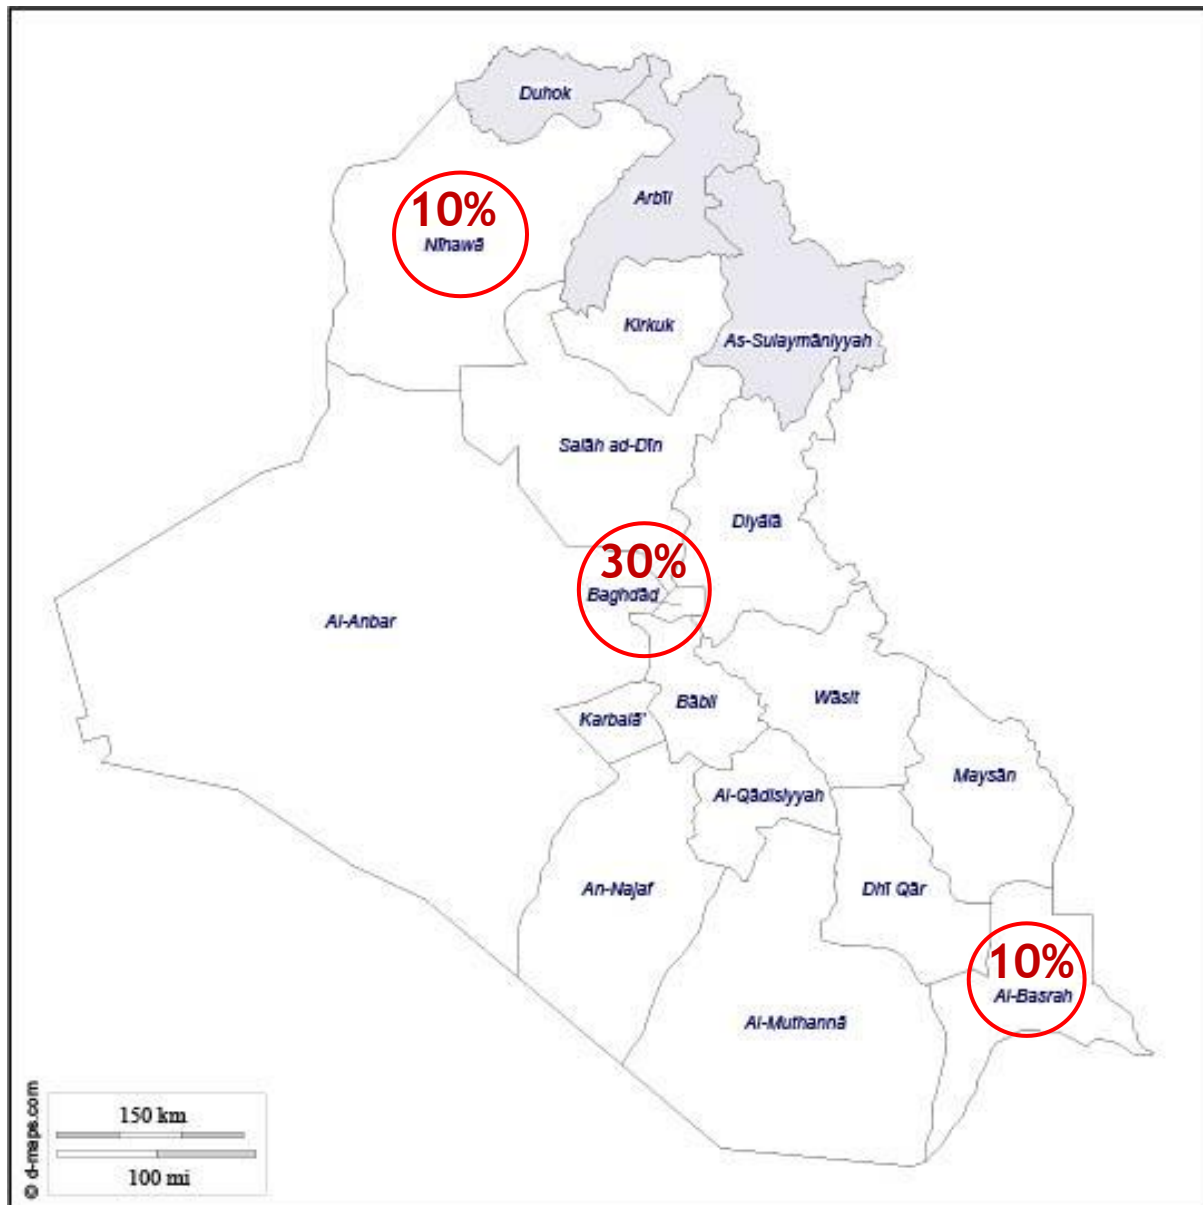 Duhok
Arbīl
10%
Nīnawā
Kirkuk
As-Sulaymāniyyah
Salāh ad-Dīn
Diyālā
30%
Baghdād
Al-Anbar
Bābil
Wāsit
Karbalā'
Maysān
Al-Qādisiyyah
An-Najaf
Dhī Qār
10%
Al-Basrah
Al-Muthannā
150 km
100 mi
© d-maps.com